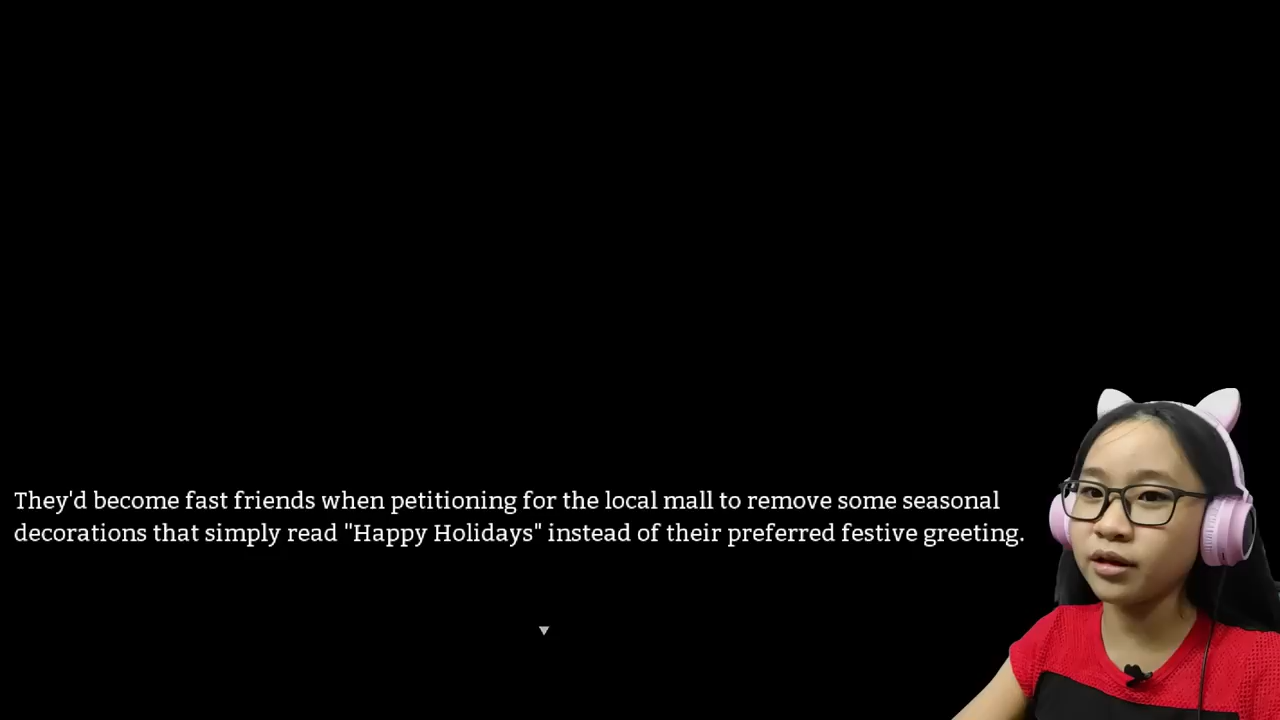 They'd become fast friends when petitioning for the local mall to remove some seasonal
decorations that simply read "Happy Holidays" instead of their preferred festive greeting.